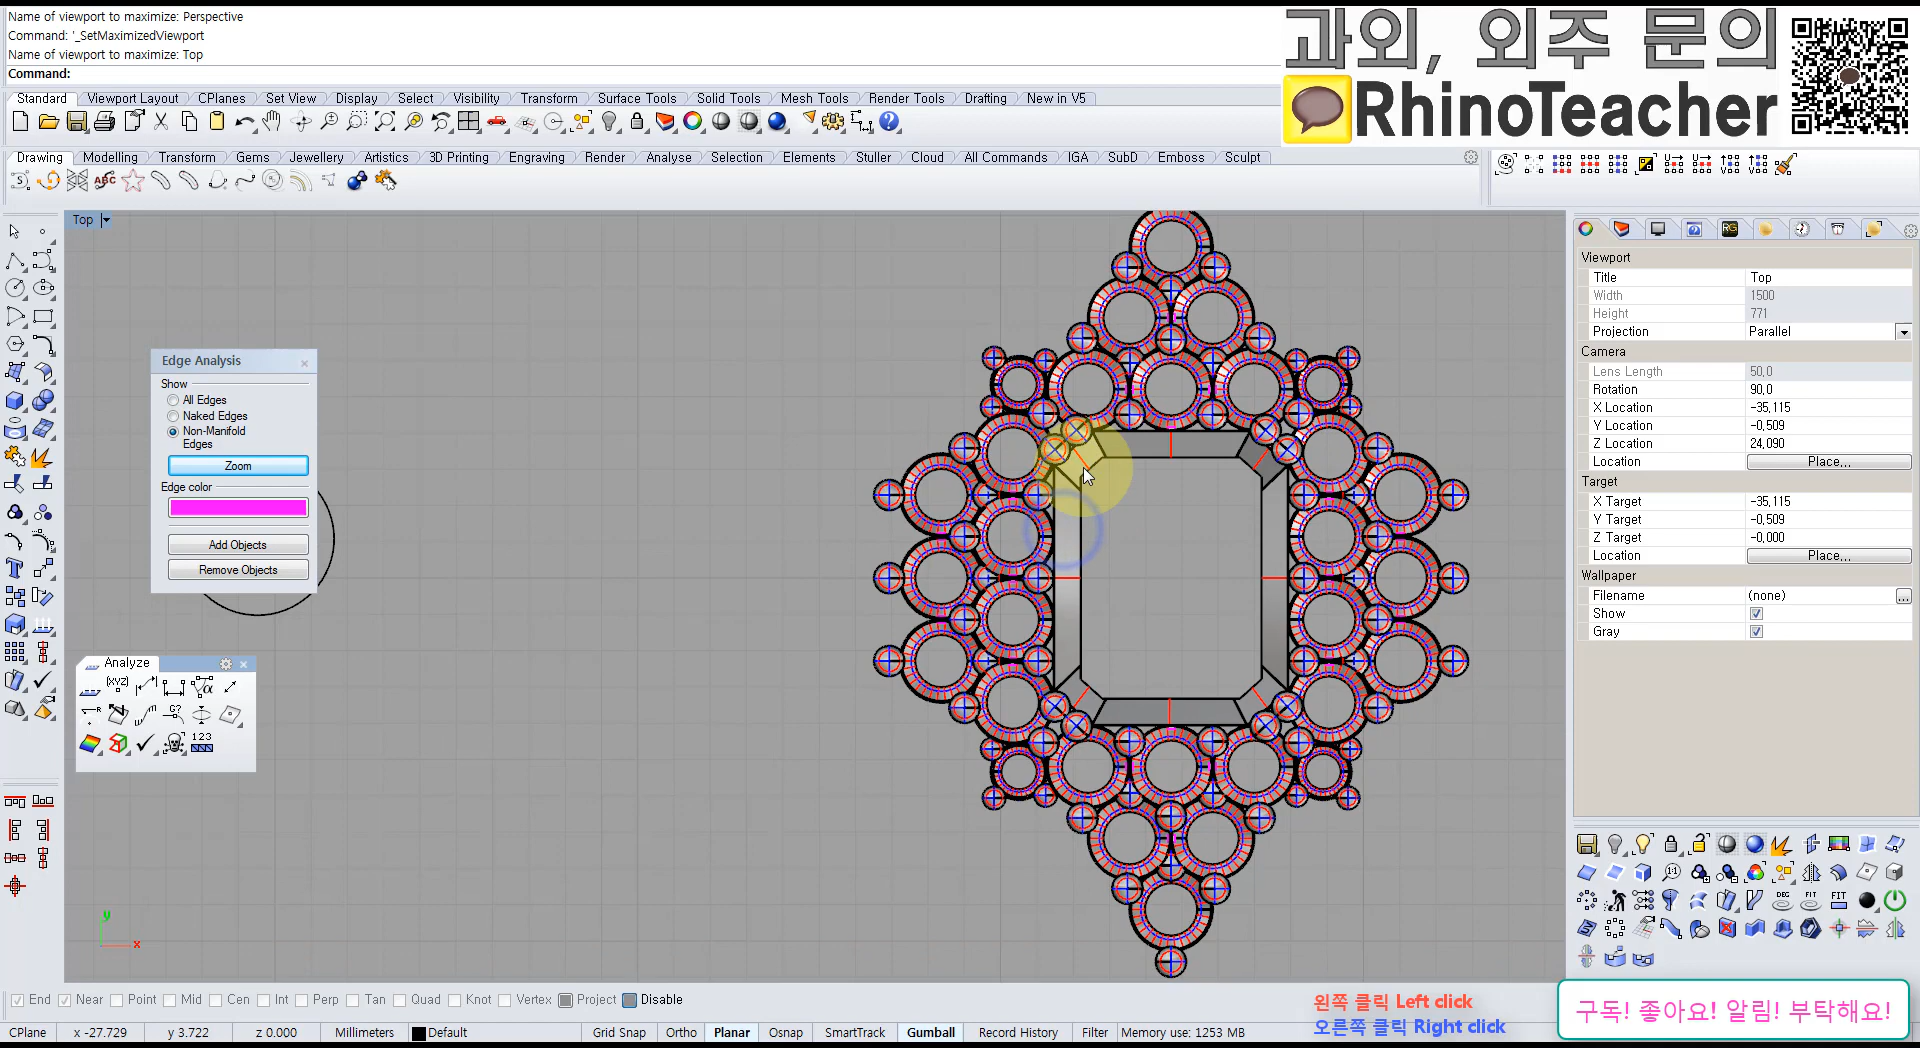 Name of viewport to maximize: Perspective
Command: '_SetMaximizedViewport
Name of viewport to maximize: Top
Command:
과외, 외주 문의
RhinoTeacher
Standard Viewport Layout CPlanes Set View Display Select Visibility Transform Surface Tools Solid Tools Mesh Tools Render Tools Drafting New in V5
Drawing Modelling Transform Gems Jewellery Artistics 3D Printing Engraving Render Analyse Selection Elements Stuller Cloud All Commands IGA SubD Emboss Sculpt
Top
Edge Analysis
Show
All Edges
Naked Edges
Non-Manifold
Edges
Zoom
Edge color
Add Objects
Remove Objects
Analyze
Viewport
Title Top
Width 1500
Height 771
Projection Parallel
Camera
Lens Length 50,0
Rotation 90,0
X Location -35,115
Y Location -0,509
Z Location 24,090
Location Place...
Target
X Target -35,115
Y Target -0,509
Z Target -0,000
Location Place...
Wallpaper
Filename (none) ...
Show
Gray
y
x
End Near Point Mid Cen Int Perp Tan Quad Knot Vertex Project Disable
왼쪽 클릭 Left click
오른쪽 클릭 Right click
구독! 좋아요! 알림! 부탁해요!
CPlane x -27.729 y 3.722 z 0.000 Millimeters Default Grid Snap Ortho Planar Osnap SmartTrack Gumball Record History Filter Memory use: 1253 MB